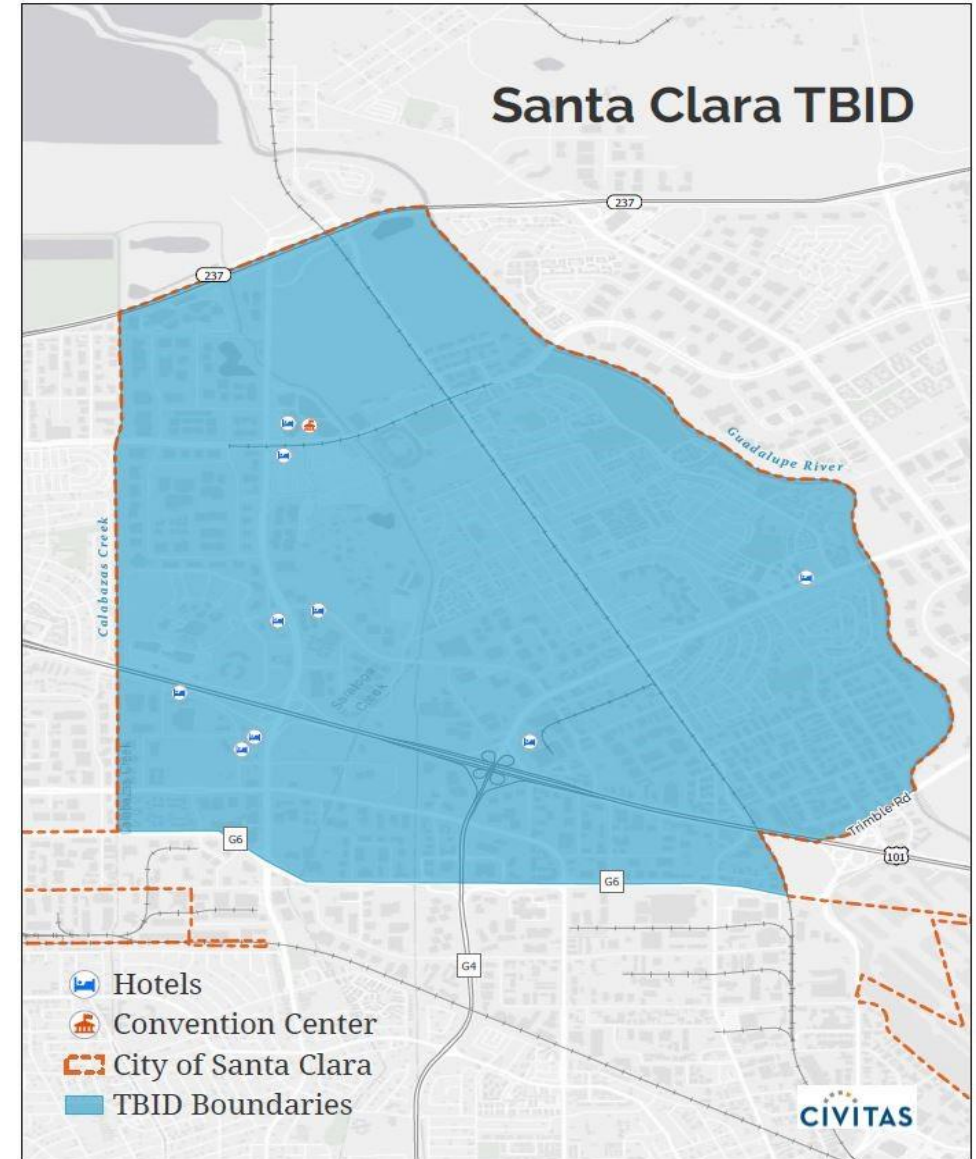 Santa Clara TBID
237
237
Guadalupe River
Calabazas Creek
Trimble Rd
101
G6
G6
G4
Hotels
Convention Center
City of Santa Clara
TBID Boundaries
CIVITAS